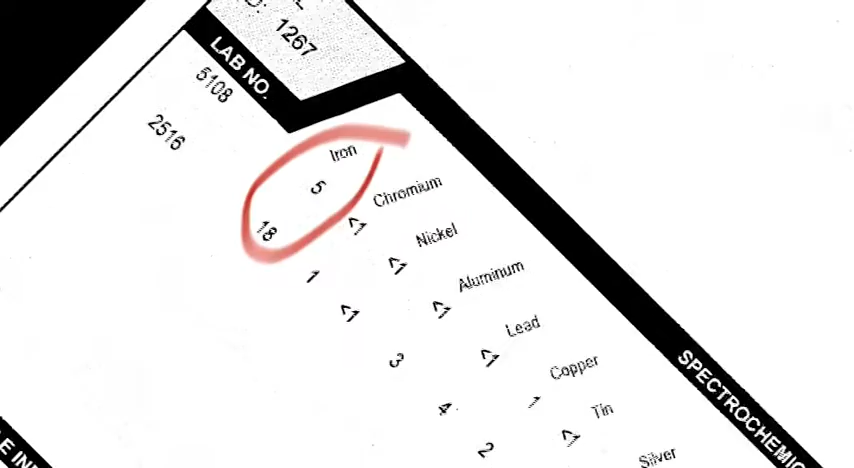 1267
LAB NO.
SPECTROCHEMIC
Iron Chromium Nickel Aluminum Lead Copper Tin Silver
5108 5 <1 <1 <1 <1 1 <1
2516 18 1 <1 3 4 2